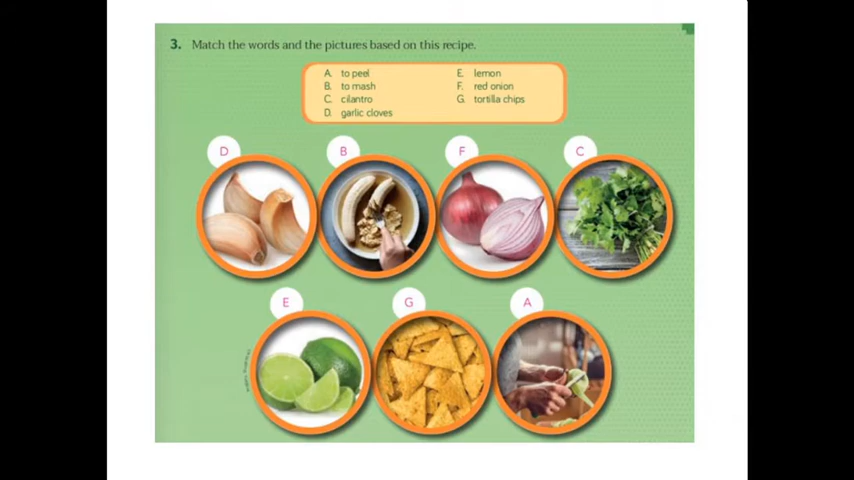 3. Match the words and the pictures based on this recipe.
A. to peel
B. to mash
C. cilantro
D. garlic cloves
E. lemon
F. red onion
G. tortilla chips
D
B
F
C
E
G
A